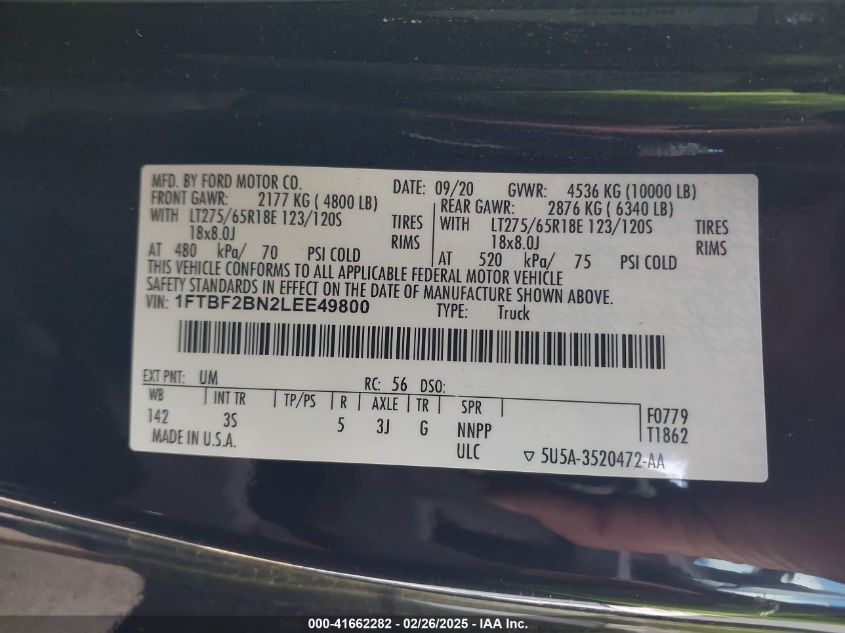 MFD. BY FORD MOTOR CO. DATE: 09/20 GVWR: 4536 KG (10000 LB)
FRONT GAWR: 2177 KG ( 4800 LB) REAR GAWR: 2876 KG ( 6340 LB)
WITH LT275/65R18E 123/120S TIRES WITH LT275/65R18E 123/120S TIRES
18x8.0J RIMS 18x8.0J RIMS
AT 480 kPa/ 70 PSI COLD AT 520 kPa/ 75 PSI COLD
THIS VEHICLE CONFORMS TO ALL APPLICABLE FEDERAL MOTOR VEHICLE
SAFETY STANDARDS IN EFFECT ON THE DATE OF MANUFACTURE SHOWN ABOVE.
VIN: 1FTBF2BN2LEE49800 TYPE: Truck
EXT PNT: UM RC: 56 DSO:
WB INT TR TP/PS R AXLE TR SPR F0779
142 3S 5 3J G NNPP T1862
MADE IN U.S.A. ULC 5U5A-3520472-AA
000-41662282 - 02/26/2025 - IAA Inc.